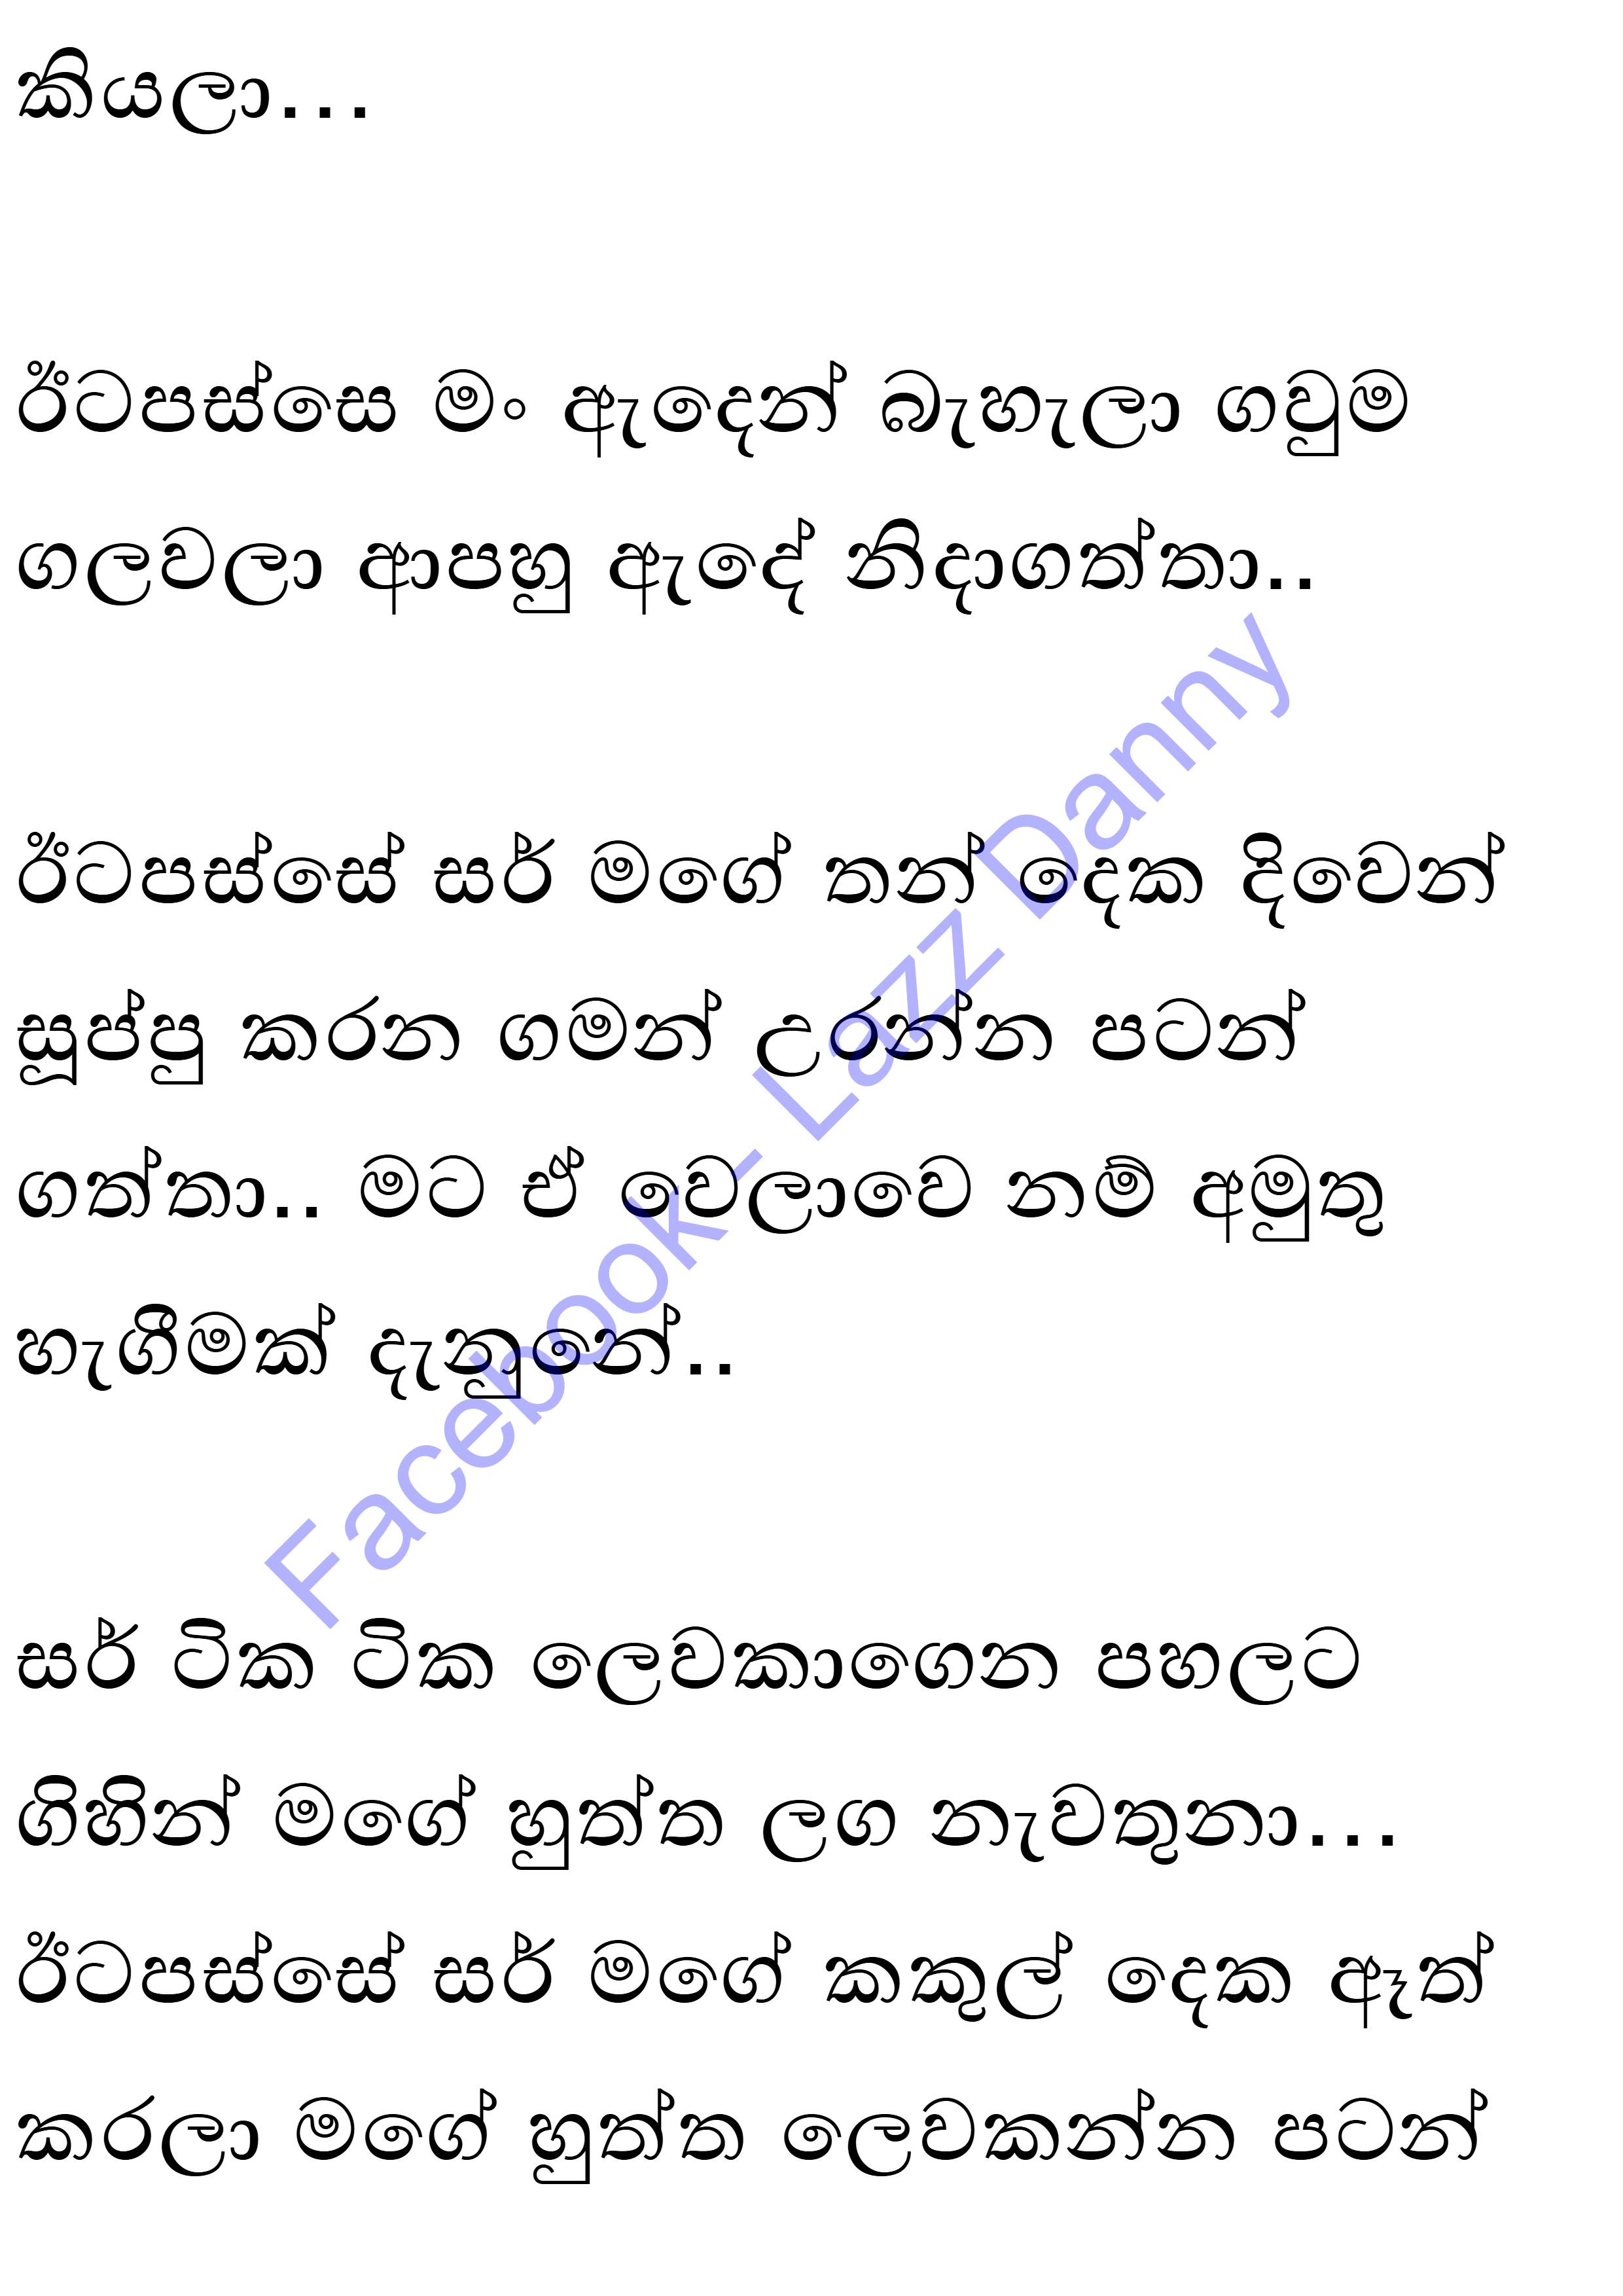 කියලා...
ඊටපස්සෙ මං ඇඳෙන් බැහැලා ගවුම
ගලවලා ආපහු ඇඳේ නිදාගත්තා..
ඊටපස්සේ සර් මගේ තන් දෙක දිවෙන්
සූප්පු කරන ගමන් උරන්න පටන්
ගත්තා.. මට ඒ වෙලාවෙ නම් අමුතු
හැගීමක් දැනුනේ..
සර් ටික ටික ලෙවකාගෙන පහලට
ගිහින් මගේ හුත්ත ලග නැවතුනා...
ඊටපස්සේ සර් මගේ කකුල් දෙක ඈත්
කරලා මගේ හුත්ත ලෙවකන්න පටන්
Facebook- Lazz Danny